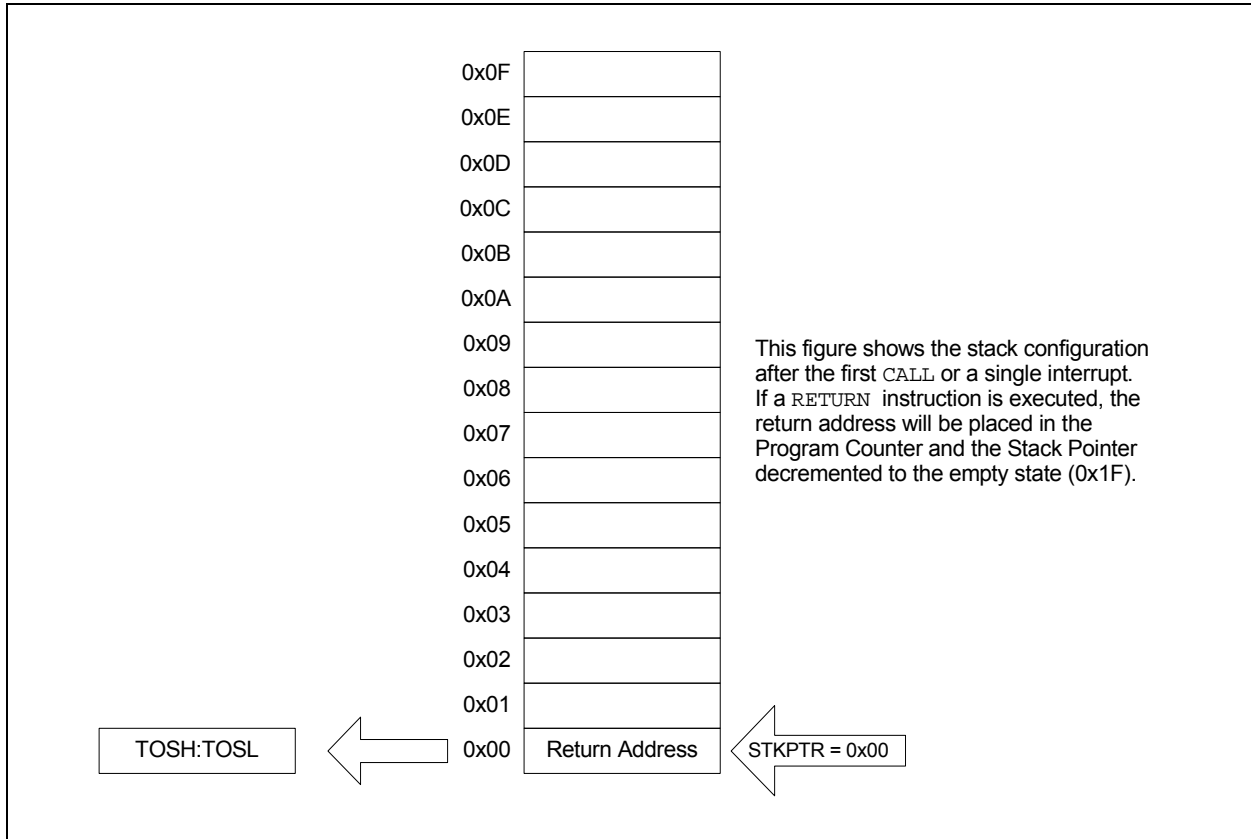 0x0F
0x0E
0x0D
0x0C
0x0B
0x0A
0x09
0x08
0x07
0x06
0x05
0x04
0x03
0x02
0x01
This figure shows the stack configuration
after the first CALL or a single interrupt.
If a RETURN instruction is executed, the
return address will be placed in the
Program Counter and the Stack Pointer
decremented to the empty state (0x1F).
TOSH:TOSL 0x00 Return Address STKPTR = 0x00